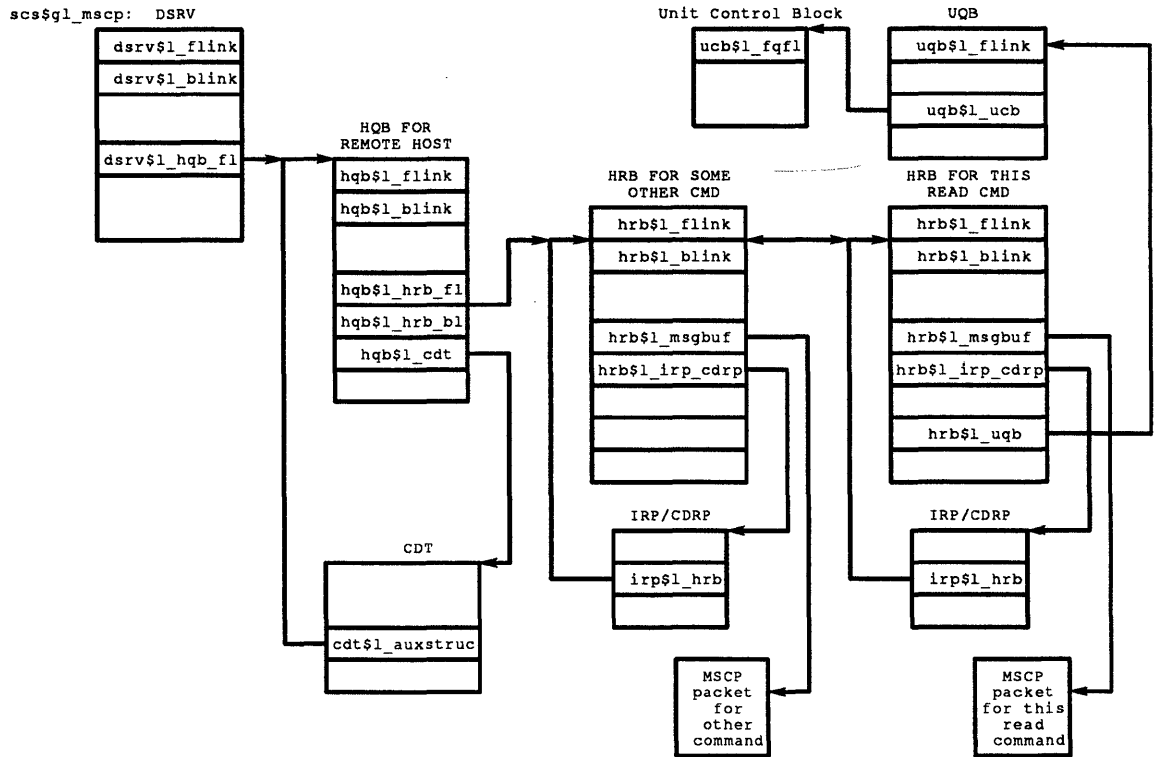 scs$gl_mscp: DSRV
dsrv$l_flink
dsrv$l_blink
dsrv$l_hqb_fl
HQB FOR
REMOTE HOST
hqb$l_flink
hqb$l_blink
hqb$l_hrb_fl
hqb$l_hrb_bl
hqb$l_cdt
CDT
cdt$l_auxstruc
Unit Control Block
ucb$l_fqfl
UQB
uqb$l_flink
uqb$l_ucb
HRB FOR SOME
OTHER CMD
hrb$l_flink
hrb$l_blink
hrb$l_msgbuf
hrb$l_irp_cdrp
IRP/CDRP
irp$l_hrb
MSCP
packet
for
other
command
HRB FOR THIS
READ CMD
hrb$l_flink
hrb$l_blink
hrb$l_msgbuf
hrb$l_irp_cdrp
hrb$l_uqb
IRP/CDRP
irp$l_hrb
MSCP
packet
for this
read
command